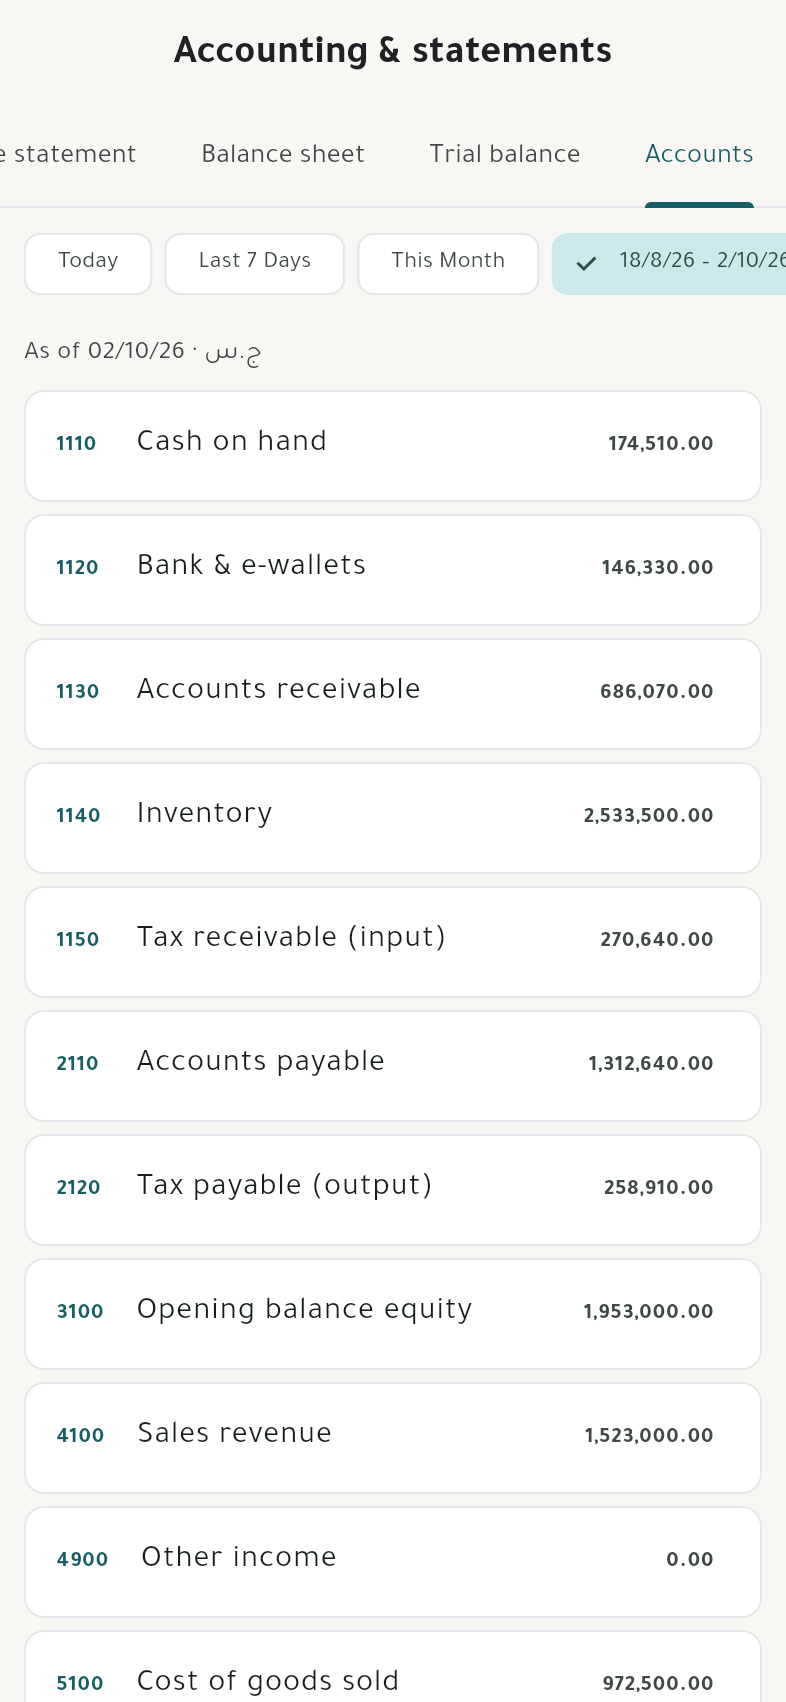 Accounting & statements
e statement Balance sheet Trial balance Accounts
Today Last 7 Days This Month 18/8/26 - 2/10/26
As of 02/10/26 · ج.س
1110 Cash on hand 174,510.00
1120 Bank & e-wallets 146,330.00
1130 Accounts receivable 686,070.00
1140 Inventory 2,533,500.00
1150 Tax receivable (input) 270,640.00
2110 Accounts payable 1,312,640.00
2120 Tax payable (output) 258,910.00
3100 Opening balance equity 1,953,000.00
4100 Sales revenue 1,523,000.00
4900 Other income 0.00
5100 Cost of goods sold 972,500.00